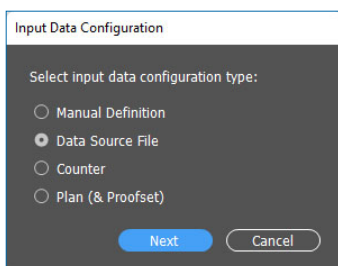 Input Data Configuration
Select input data configuration type:
Manual Definition
Data Source File
Counter
Plan (& Proofset)
Next Cancel